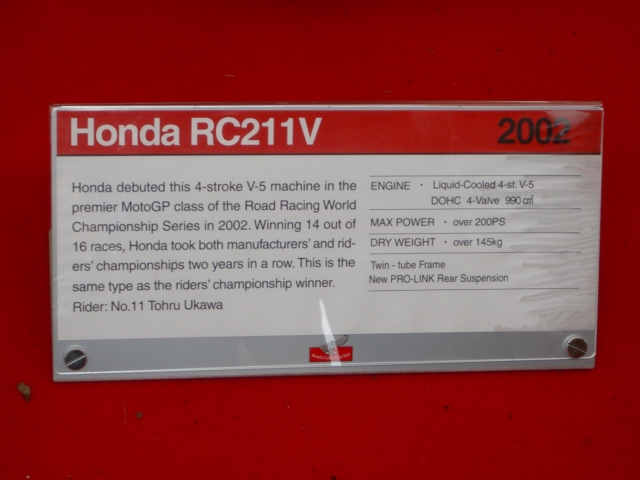 Honda RC211V 2002
Honda debuted this 4-stroke V-5 machine in the
premier MotoGP class of the Road Racing World
Championship Series in 2002. Winning 14 out of
16 races, Honda took both manufacturers' and rid-
ers' championships two years in a row. This is the
same type as the riders' championship winner.
Rider: No.11 Tohru Ukawa
ENGINE・Liquid-Cooled 4-st. V-5
DOHC 4-Valve 990㎤
MAX POWER・over 200PS
DRY WEIGHT・over 145kg
Twin - tube Frame
New PRO-LINK Rear Suspension
Honda Collection Hall